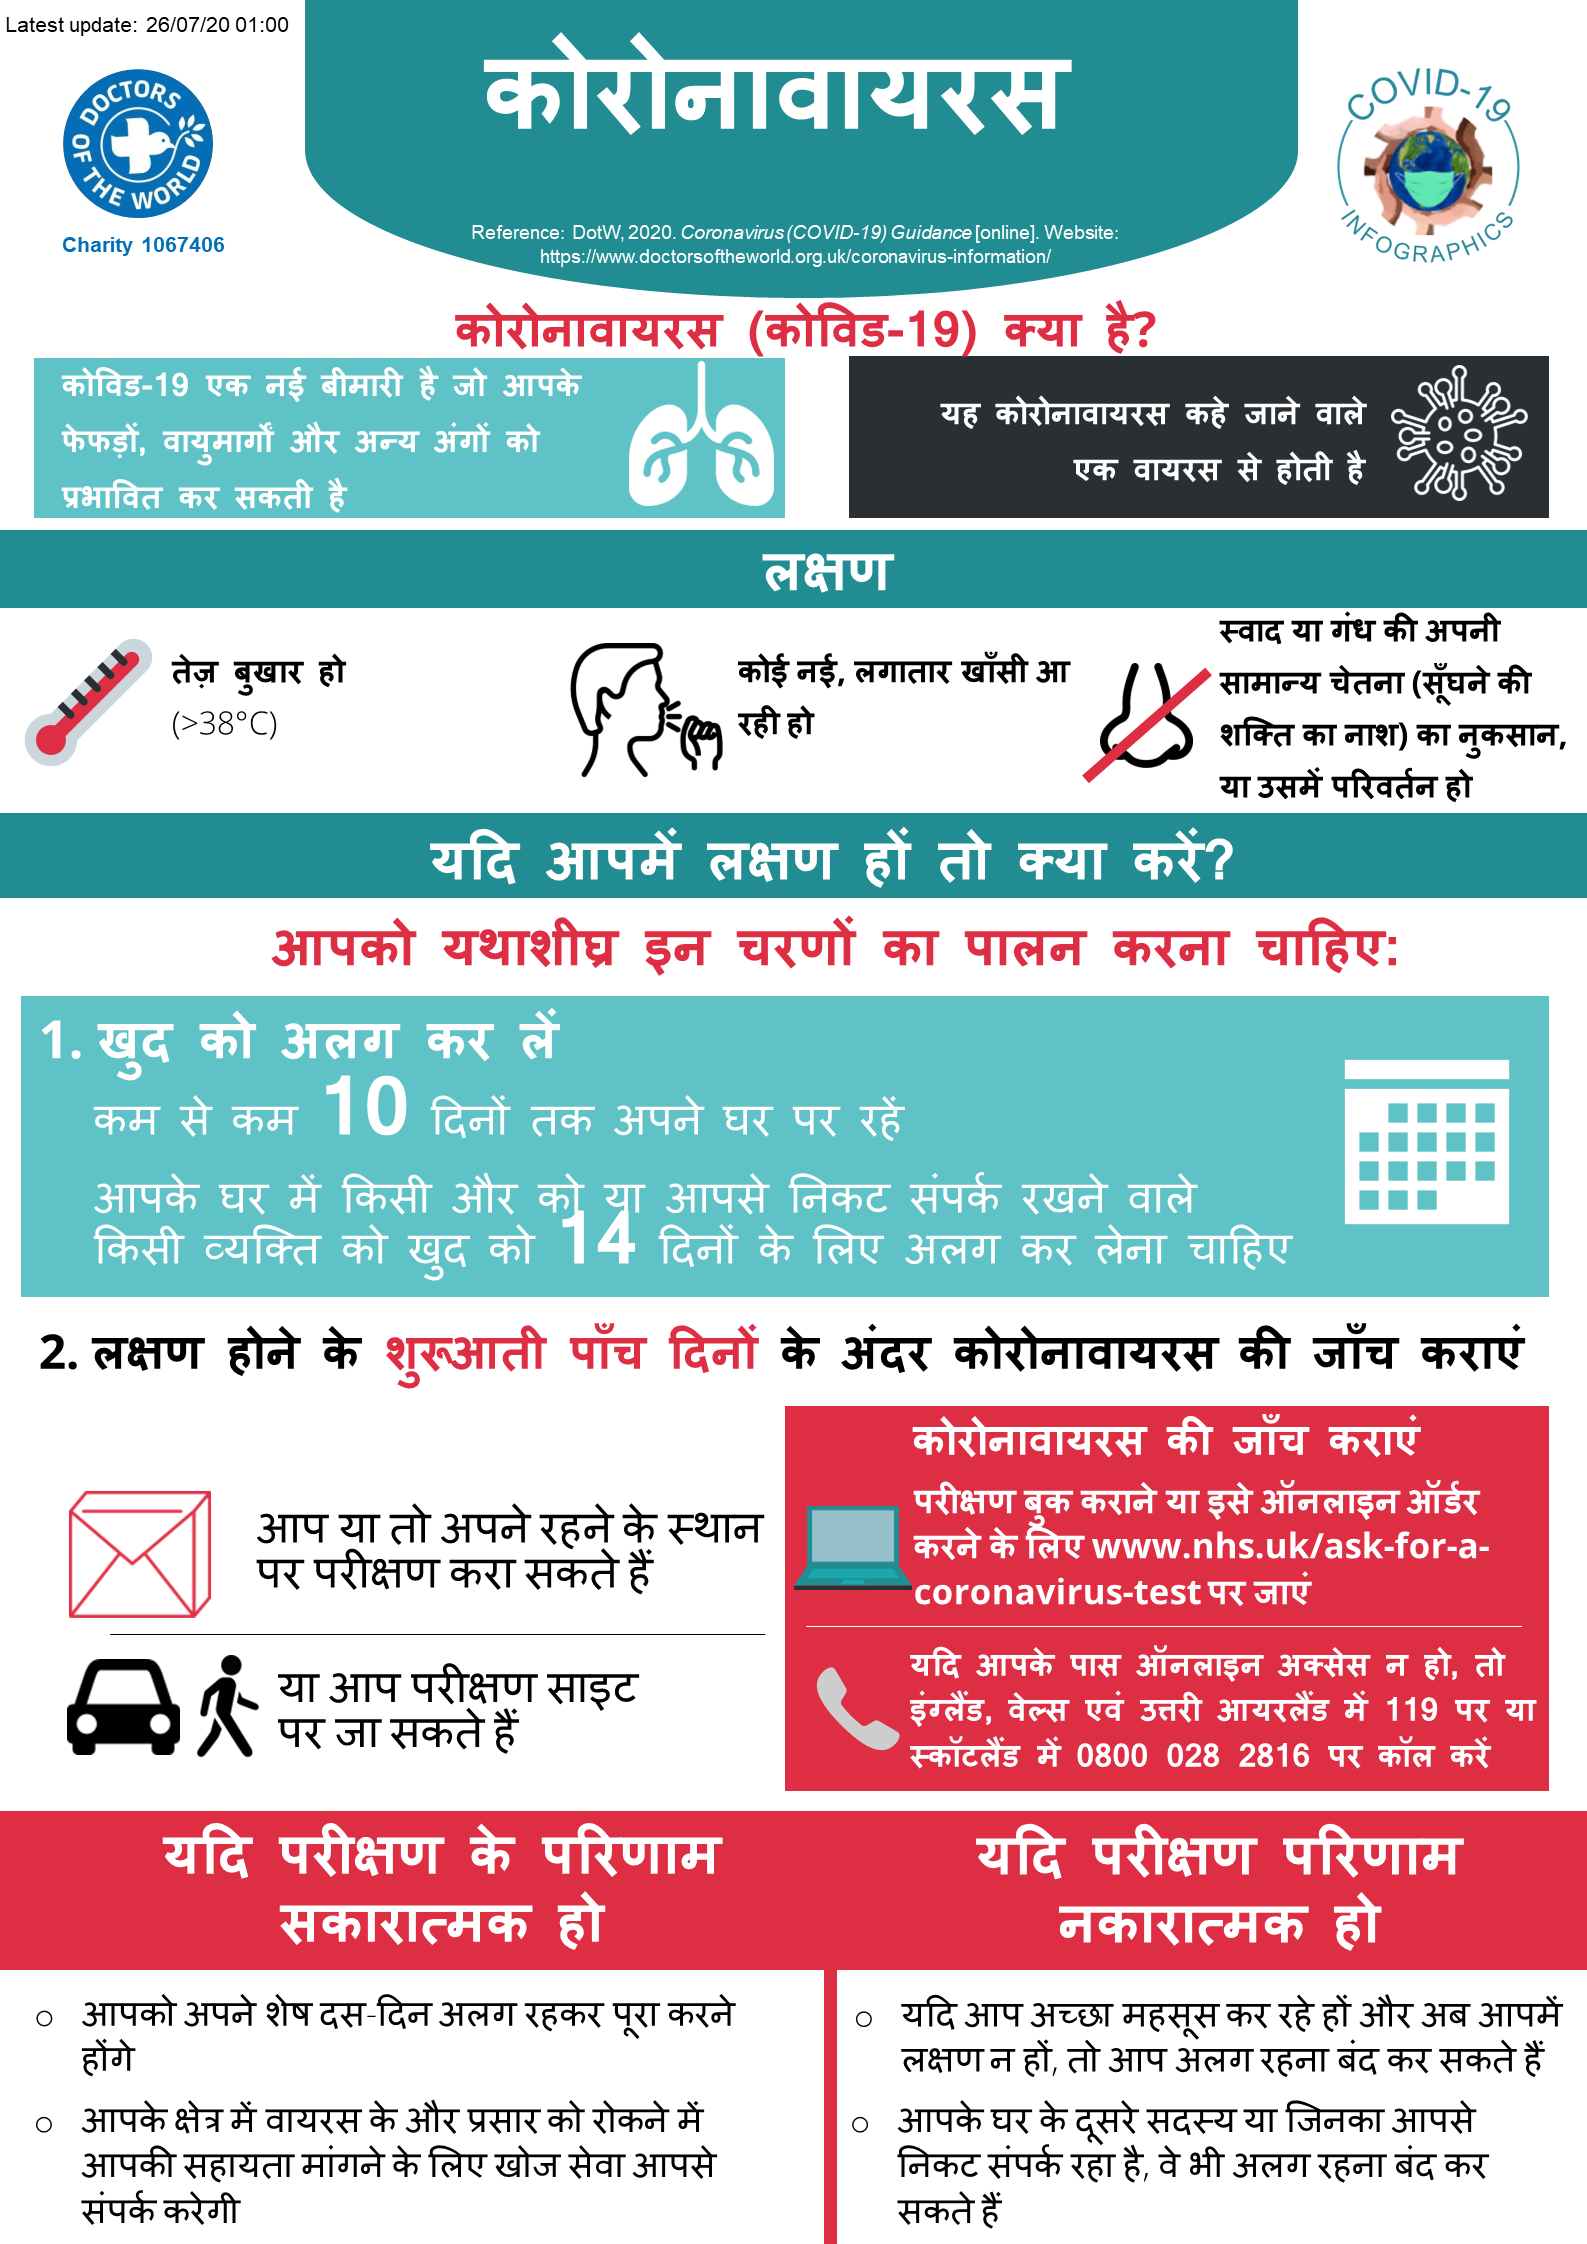 Latest update: 26/07/20 01:00
DOCTORS OF THE WORLD
Charity 1067406
कोरोनावायरस
Reference: DotW, 2020. Coronavirus (COVID-19) Guidance [online]. Website:
https://www.doctorsoftheworld.org.uk/coronavirus-information/
COVID-19
INFOGRAPHICS
कोरोनावायरस (कोविड-19) क्या है?
कोविड-19 एक नई बीमारी है जो आपके
फेफड़ों, वायुमार्गों और अन्य अंगों को
प्रभावित कर सकती है
यह कोरोनावायरस कहे जाने वाले
एक वायरस से होती है
लक्षण
तेज़ बुखार हो
(>38°C)
कोई नई, लगातार खाँसी आ
रही हो
स्वाद या गंध की अपनी
सामान्य चेतना (सूँघने की
शक्ति का नाश) का नुकसान,
या उसमें परिवर्तन हो
यदि आपमें लक्षण हों तो क्या करें?
आपको यथाशीघ्र इन चरणों का पालन करना चाहिए:
1. खुद को अलग कर लें
कम से कम 10 दिनों तक अपने घर पर रहें
आपके घर में किसी और को या आपसे निकट संपर्क रखने वाले
किसी व्यक्ति को खुद को 14 दिनों के लिए अलग कर लेना चाहिए
2. लक्षण होने के शुरूआती पाँच दिनों के अंदर कोरोनावायरस की जाँच कराएं
आप या तो अपने रहने के स्थान
पर परीक्षण करा सकते हैं
या आप परीक्षण साइट
पर जा सकते हैं
कोरोनावायरस की जाँच कराएं
परीक्षण बुक कराने या इसे ऑनलाइन ऑर्डर
करने के लिए www.nhs.uk/ask-for-a-
coronavirus-test पर जाएं
यदि आपके पास ऑनलाइन अक्सेस न हो, तो
इंग्लैंड, वेल्स एवं उत्तरी आयरलैंड में 119 पर या
स्कॉटलैंड में 0800 028 2816 पर कॉल करें
यदि परीक्षण के परिणाम
सकारात्मक हो
o आपको अपने शेष दस-दिन अलग रहकर पूरा करने
होंगे
o आपके क्षेत्र में वायरस के और प्रसार को रोकने में
आपकी सहायता मांगने के लिए खोज सेवा आपसे
संपर्क करेगी
यदि परीक्षण परिणाम
नकारात्मक हो
o यदि आप अच्छा महसूस कर रहे हों और अब आपमें
लक्षण न हों, तो आप अलग रहना बंद कर सकते हैं
o आपके घर के दूसरे सदस्य या जिनका आपसे
निकट संपर्क रहा है, वे भी अलग रहना बंद कर
सकते हैं